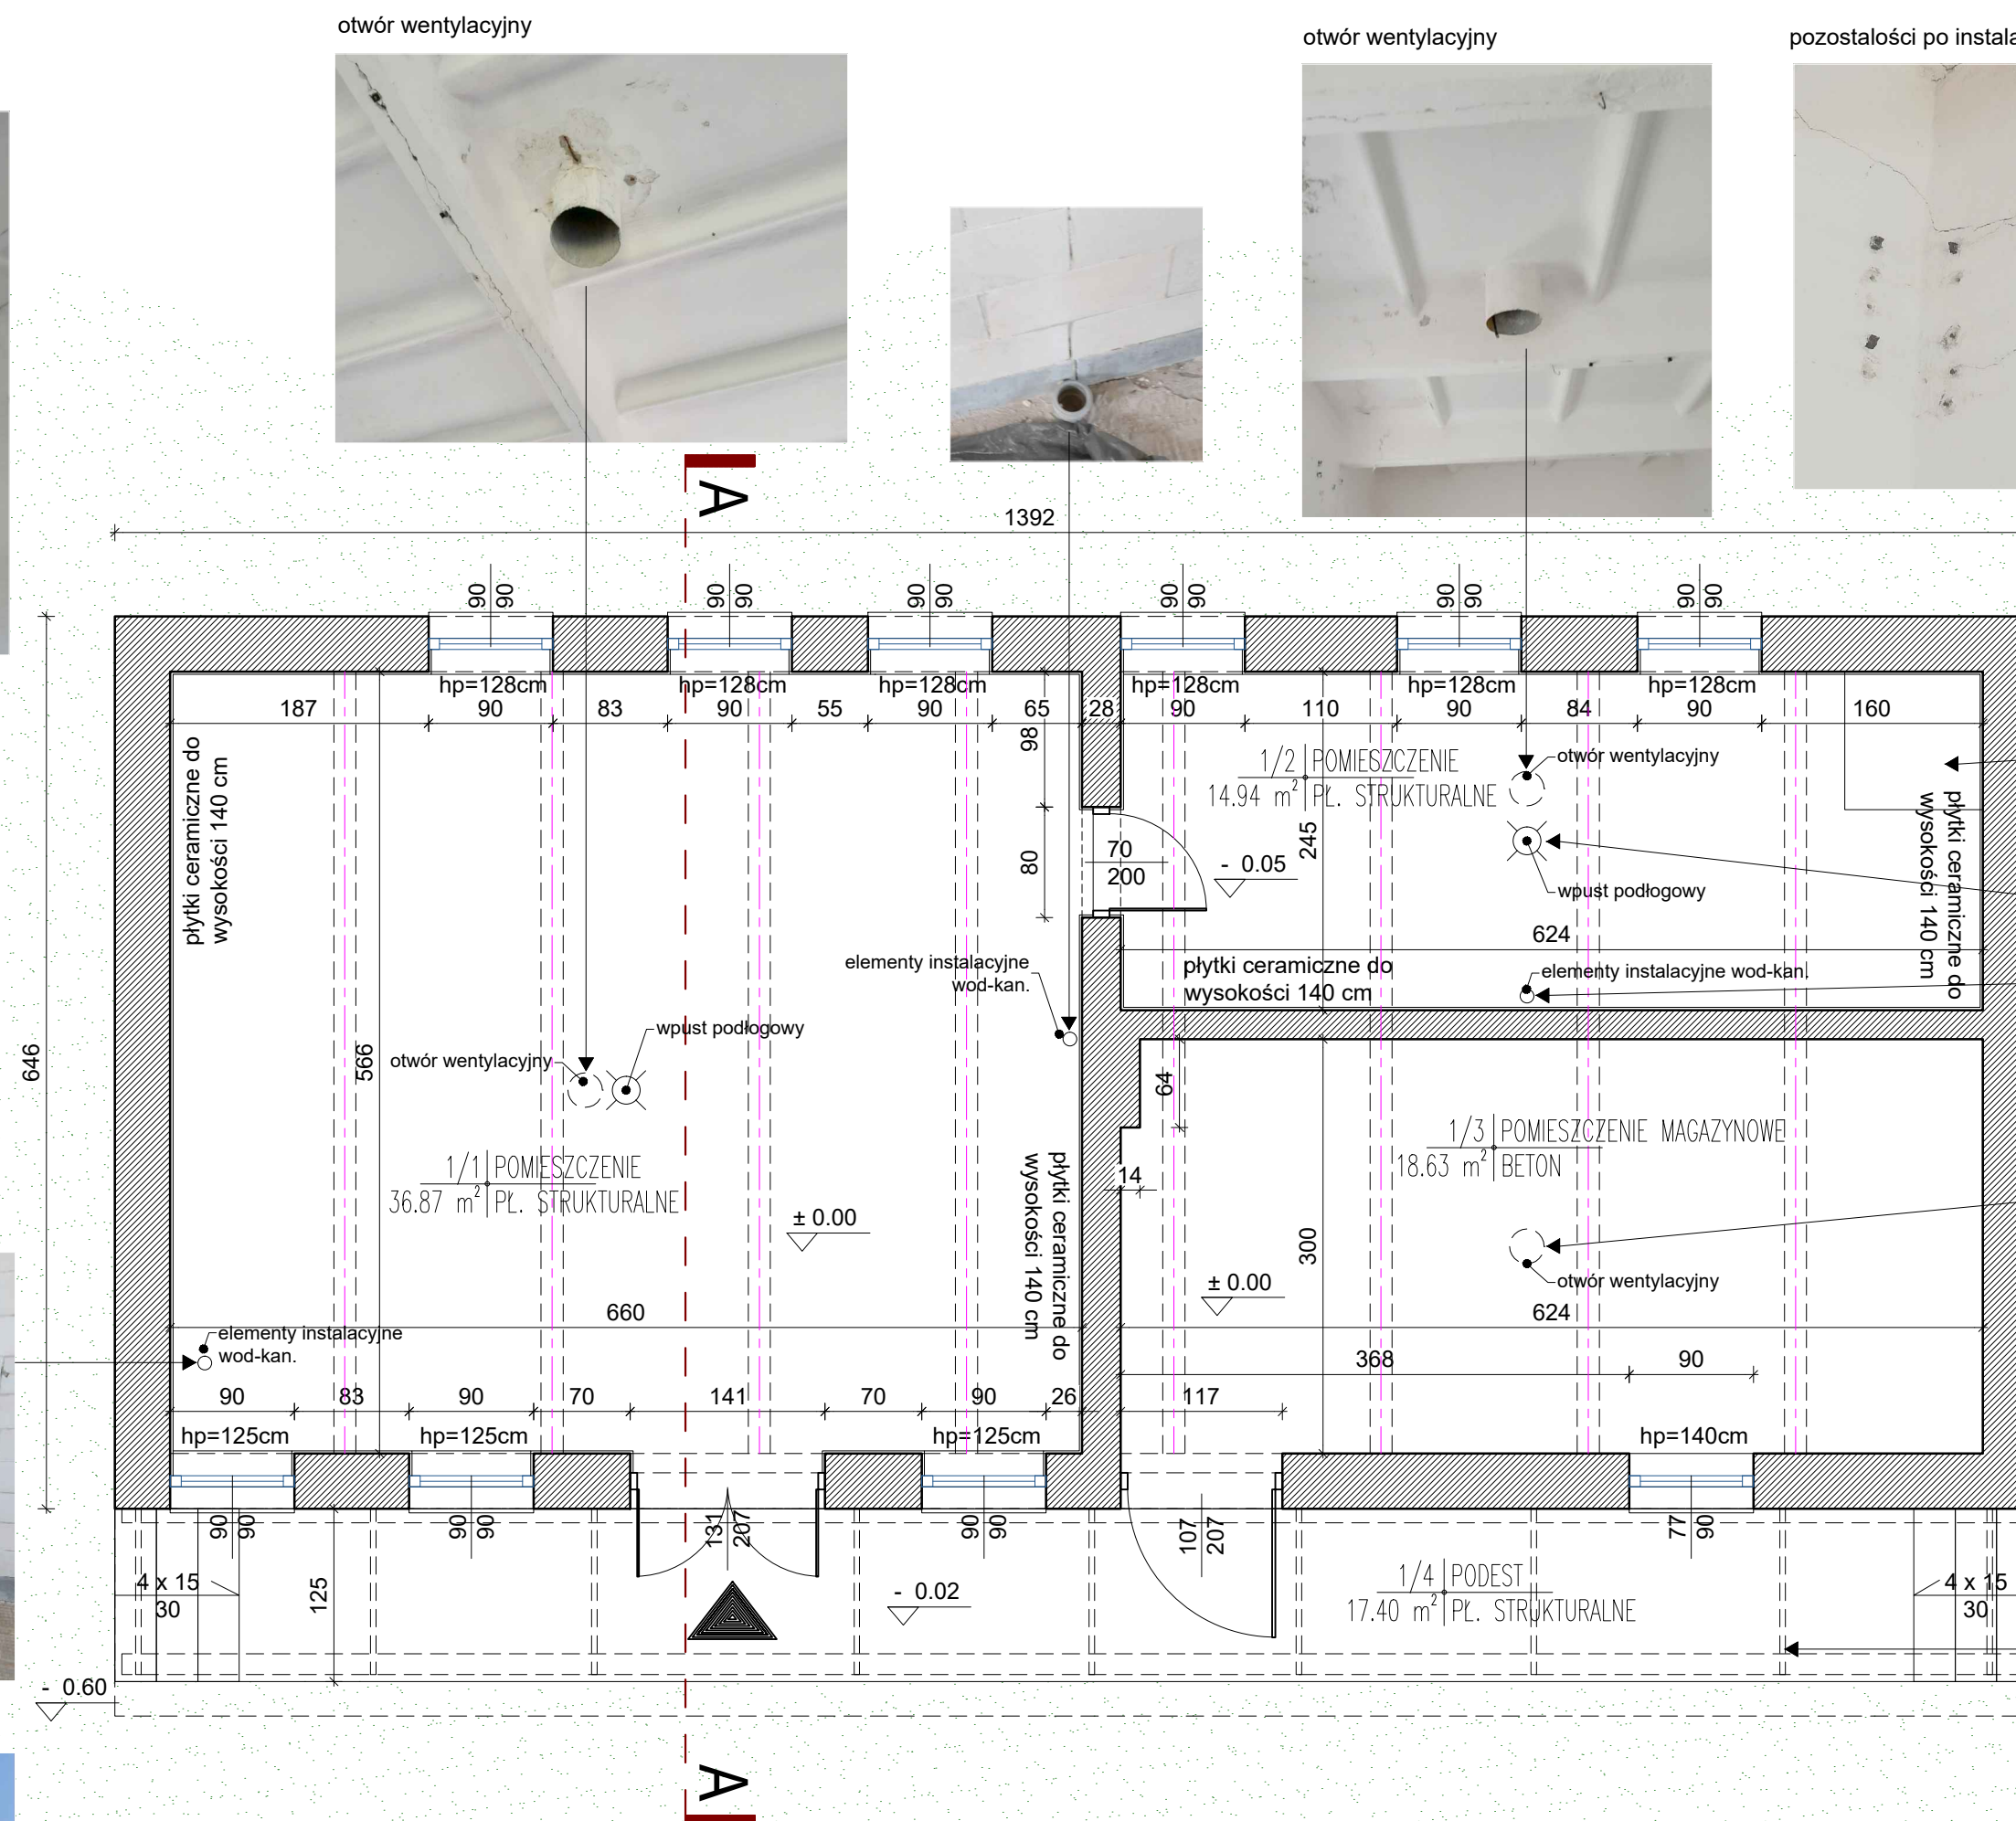 otwór wentylacyjny
otwór wentylacyjny
pozostałości po instala
A
1392
90
90
90
90
90
90
90
90
90
90
90
90
hp=128cm
hp=128cm
hp=128cm
hp=128cm
hp=128cm
hp=128cm
187
90
83
90
55
90
65
28
90
110
90
84
90
160
płytki ceramiczne do
wysokości 140 cm
98
80
1/2 POMIESZCZENIE
14.94 m² PŁ. STRUKTURALNE
otwór wentylacyjny
245
70
200
- 0.05
wpust podłogowy
płytki ceramiczne do
wysokości 140 cm
624
elementy instalacyjne
wod-kan.
płytki ceramiczne do
wysokości 140 cm
elementy instalacyjne wod-kan.
646
566
wpust podłogowy
otwór wentylacyjny
64
1/1 POMIESZCZENIE
36.87 m² PŁ. STRUKTURALNE
1/3 POMIESZCZENIE MAGAZYNOWE
18.63 m² BETON
14
płytki ceramiczne do
wysokości 140 cm
± 0.00
300
± 0.00
otwór wentylacyjny
660
624
elementy instalacyjne
wod-kan.
368
90
90
83
90
70
141
70
90
26
117
hp=125cm
hp=125cm
hp=125cm
hp=140cm
90
90
90
90
131
207
90
90
107
207
77
90
4 x 15
30
125
- 0.02
1/4 PODEST
17.40 m² PŁ. STRUKTURALNE
4 x 15
30
- 0.60
A